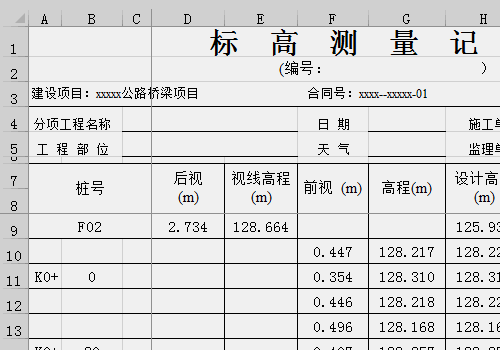 A B C D E F G H
1 标 高 测 量 记
2 (编号: )
3 建设项目: xxxxx公路桥梁项目 合同号: xxxx--xxxxx-01
4 分项工程名称 日 期 施工单
5 工 程 部 位 天 气 监理单
7 桩号 后视 视线高程 前视 (m) 高程(m) 设计高
8 (m) (m) (m)
9 F02 2.734 128.664 125.93
10 0.447 128.217 128.22
11 K0+ 0 0.354 128.310 128.31
12 0.446 128.218 128.22
13 0.496 128.168 128.16